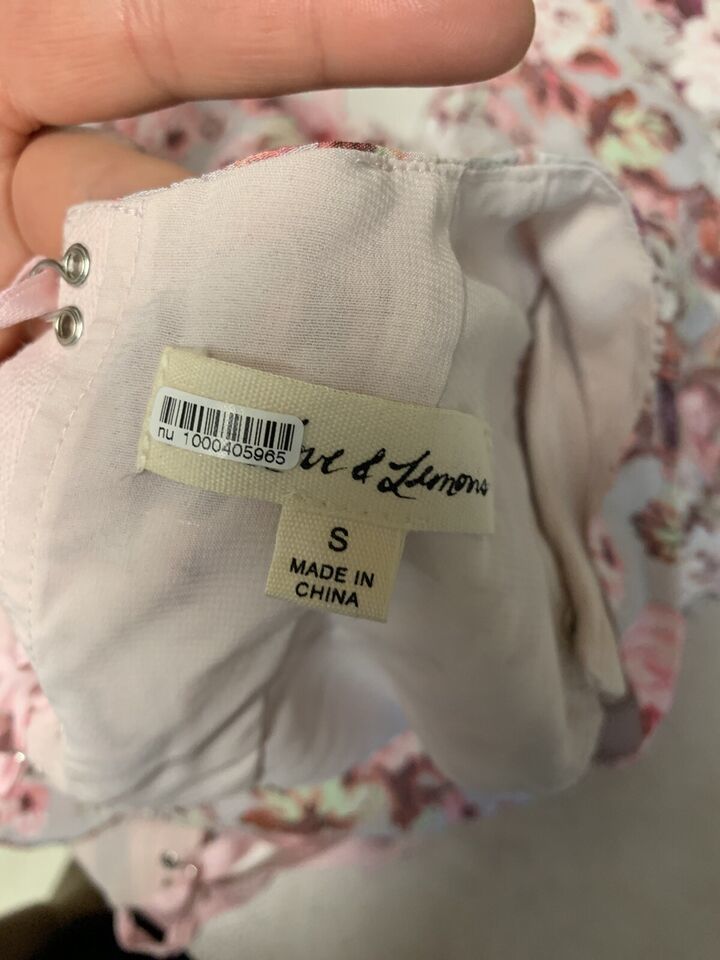 nu 1000405965
ve & Lemons
S
MADE IN
CHINA